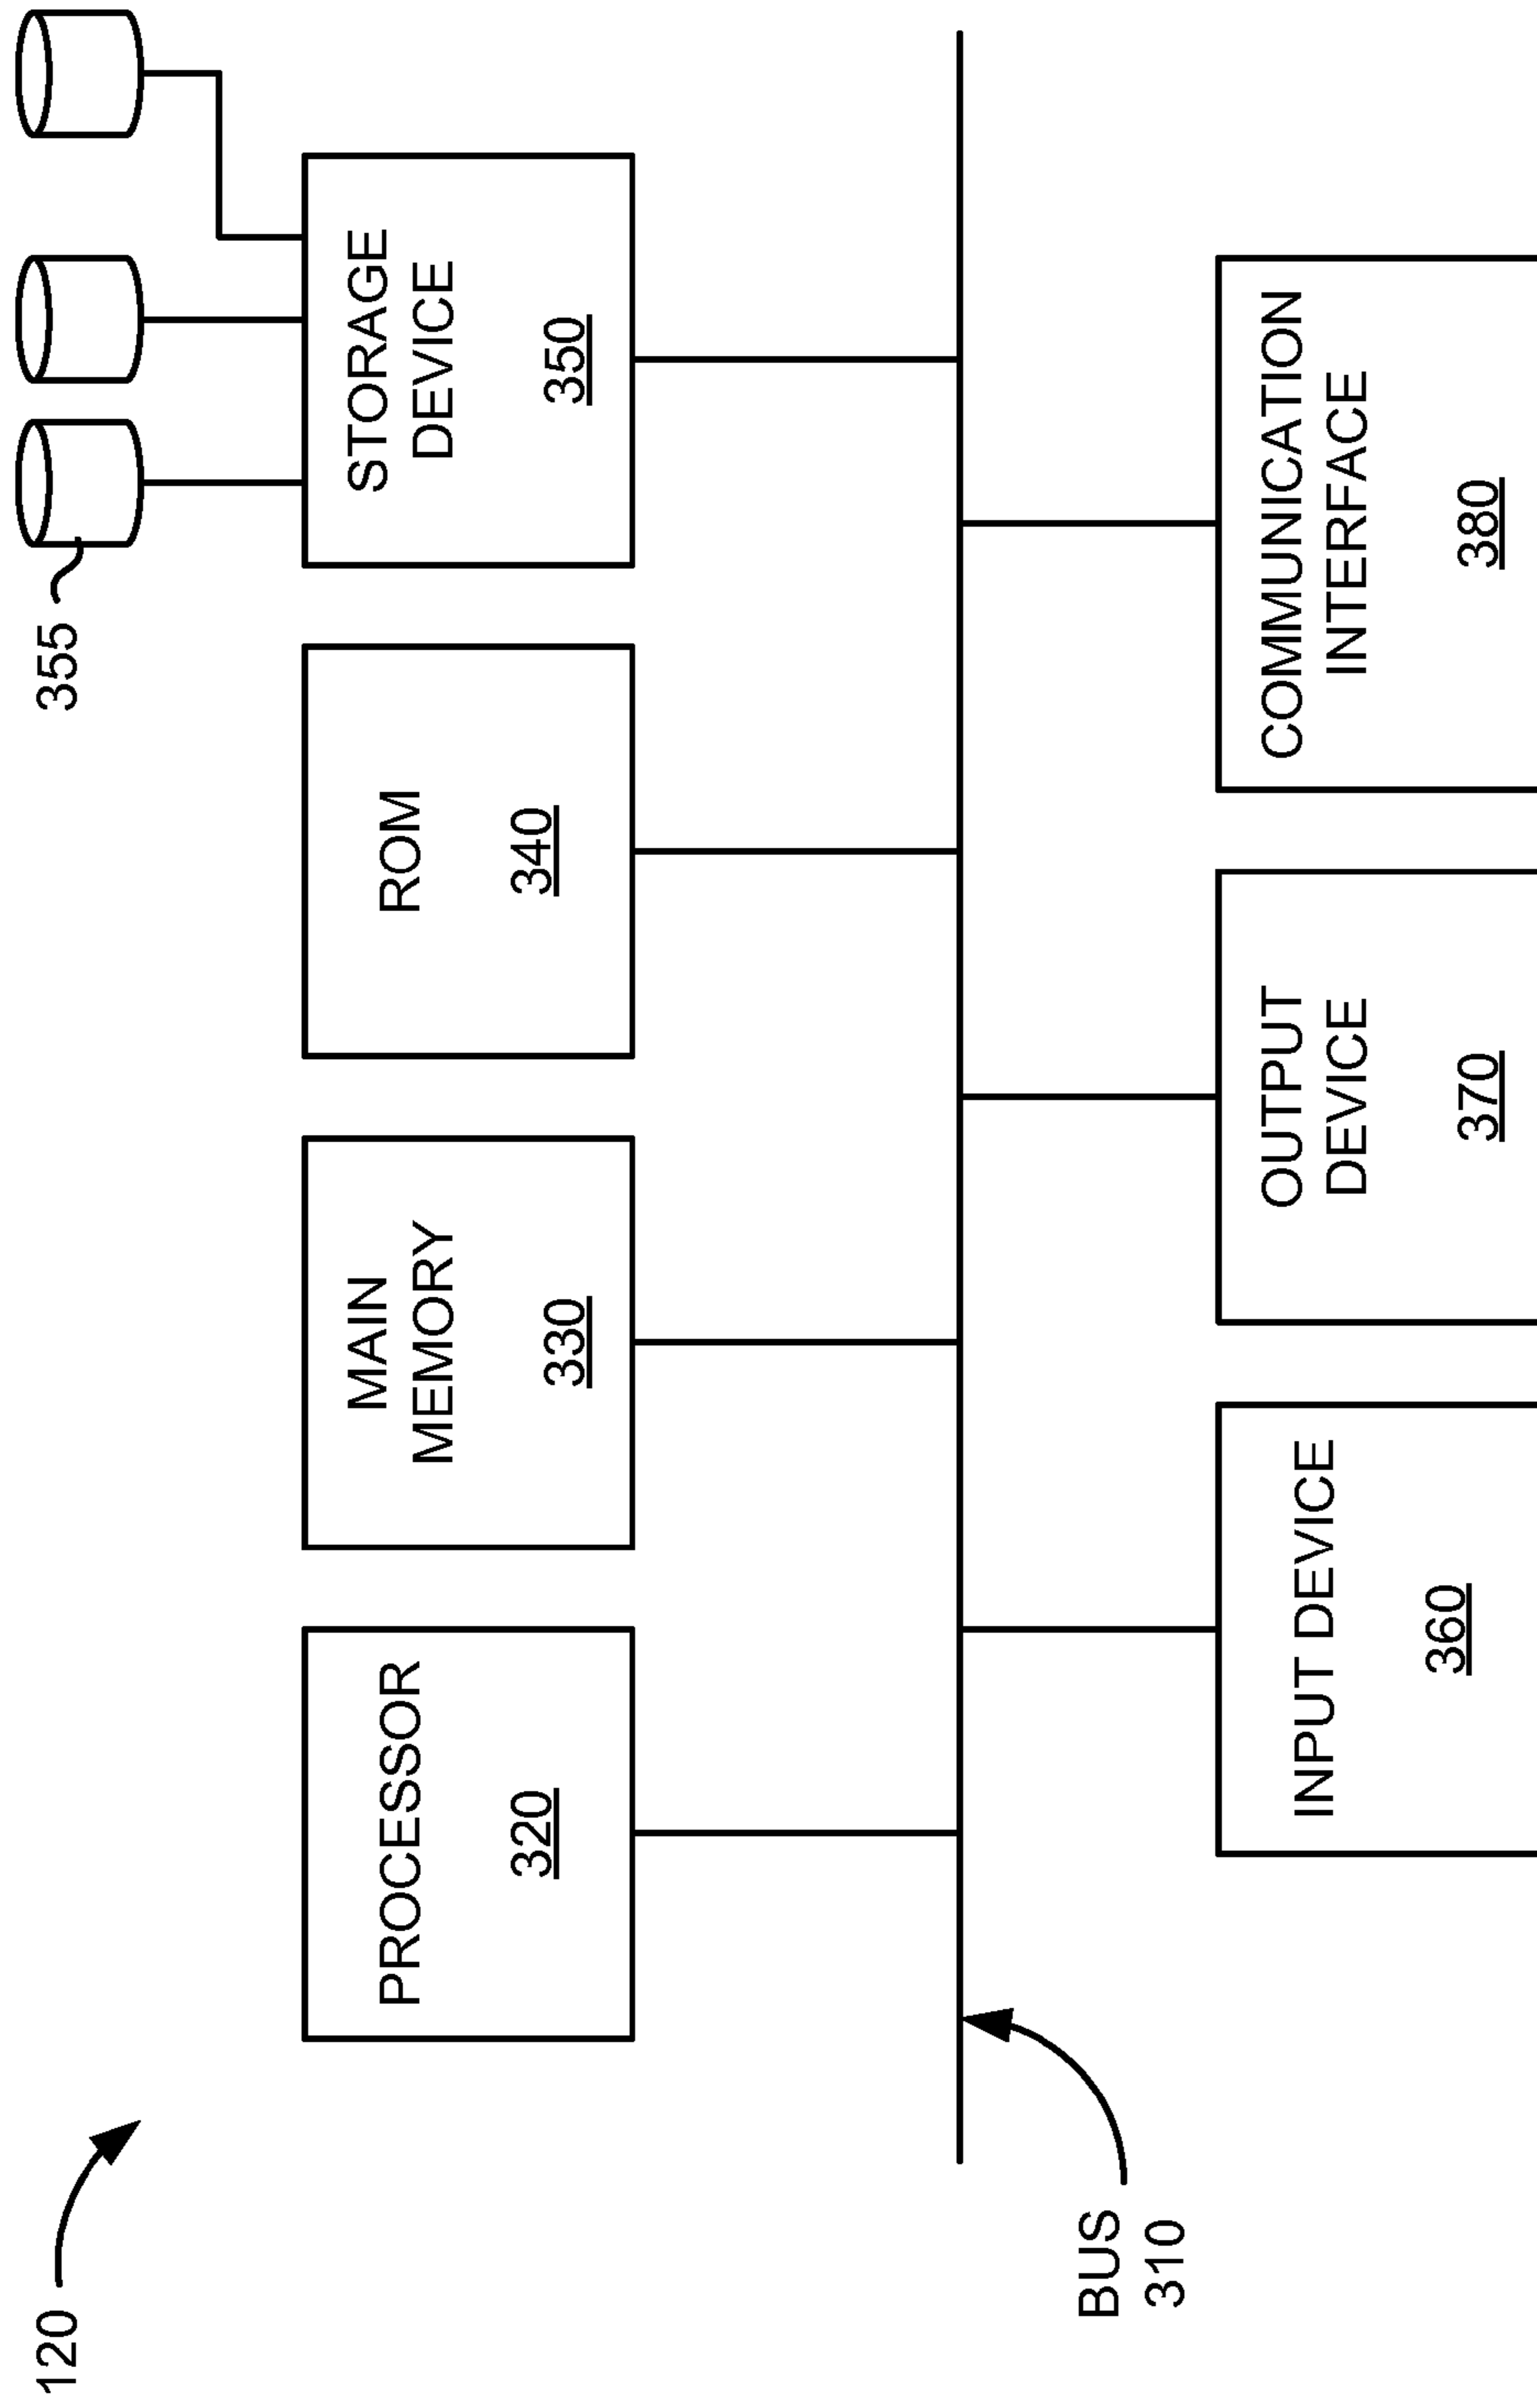 120
355
PROCESSOR
320
MAIN
MEMORY
330
ROM
340
STORAGE
DEVICE
350
BUS
310
INPUT DEVICE
360
OUTPUT
DEVICE
370
COMMUNICATION
INTERFACE
380